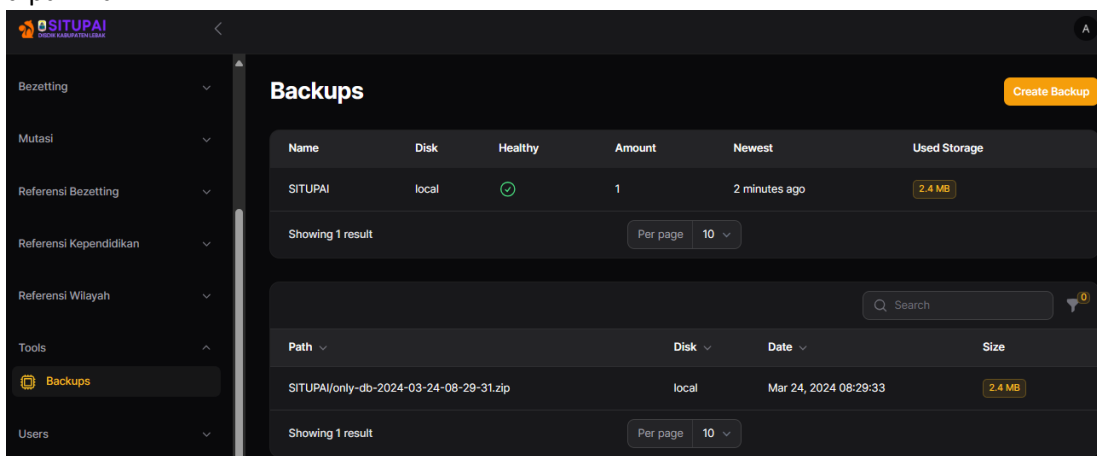 SITUPAI
DISDIK KABUPATEN LEBAK
A
Bezetting
Mutasi
Referensi Bezetting
Referensi Kependidikan
Referensi Wilayah
Tools
Backups
Users
Backups
Create Backup
Name Disk Healthy Amount Newest Used Storage
SITUPAI local 1 2 minutes ago 2.4 MB
Showing 1 result Per page 10
Search 0
Path Disk Date Size
SITUPAI/only-db-2024-03-24-08-29-31.zip local Mar 24, 2024 08:29:33 2.4 MB
Showing 1 result Per page 10